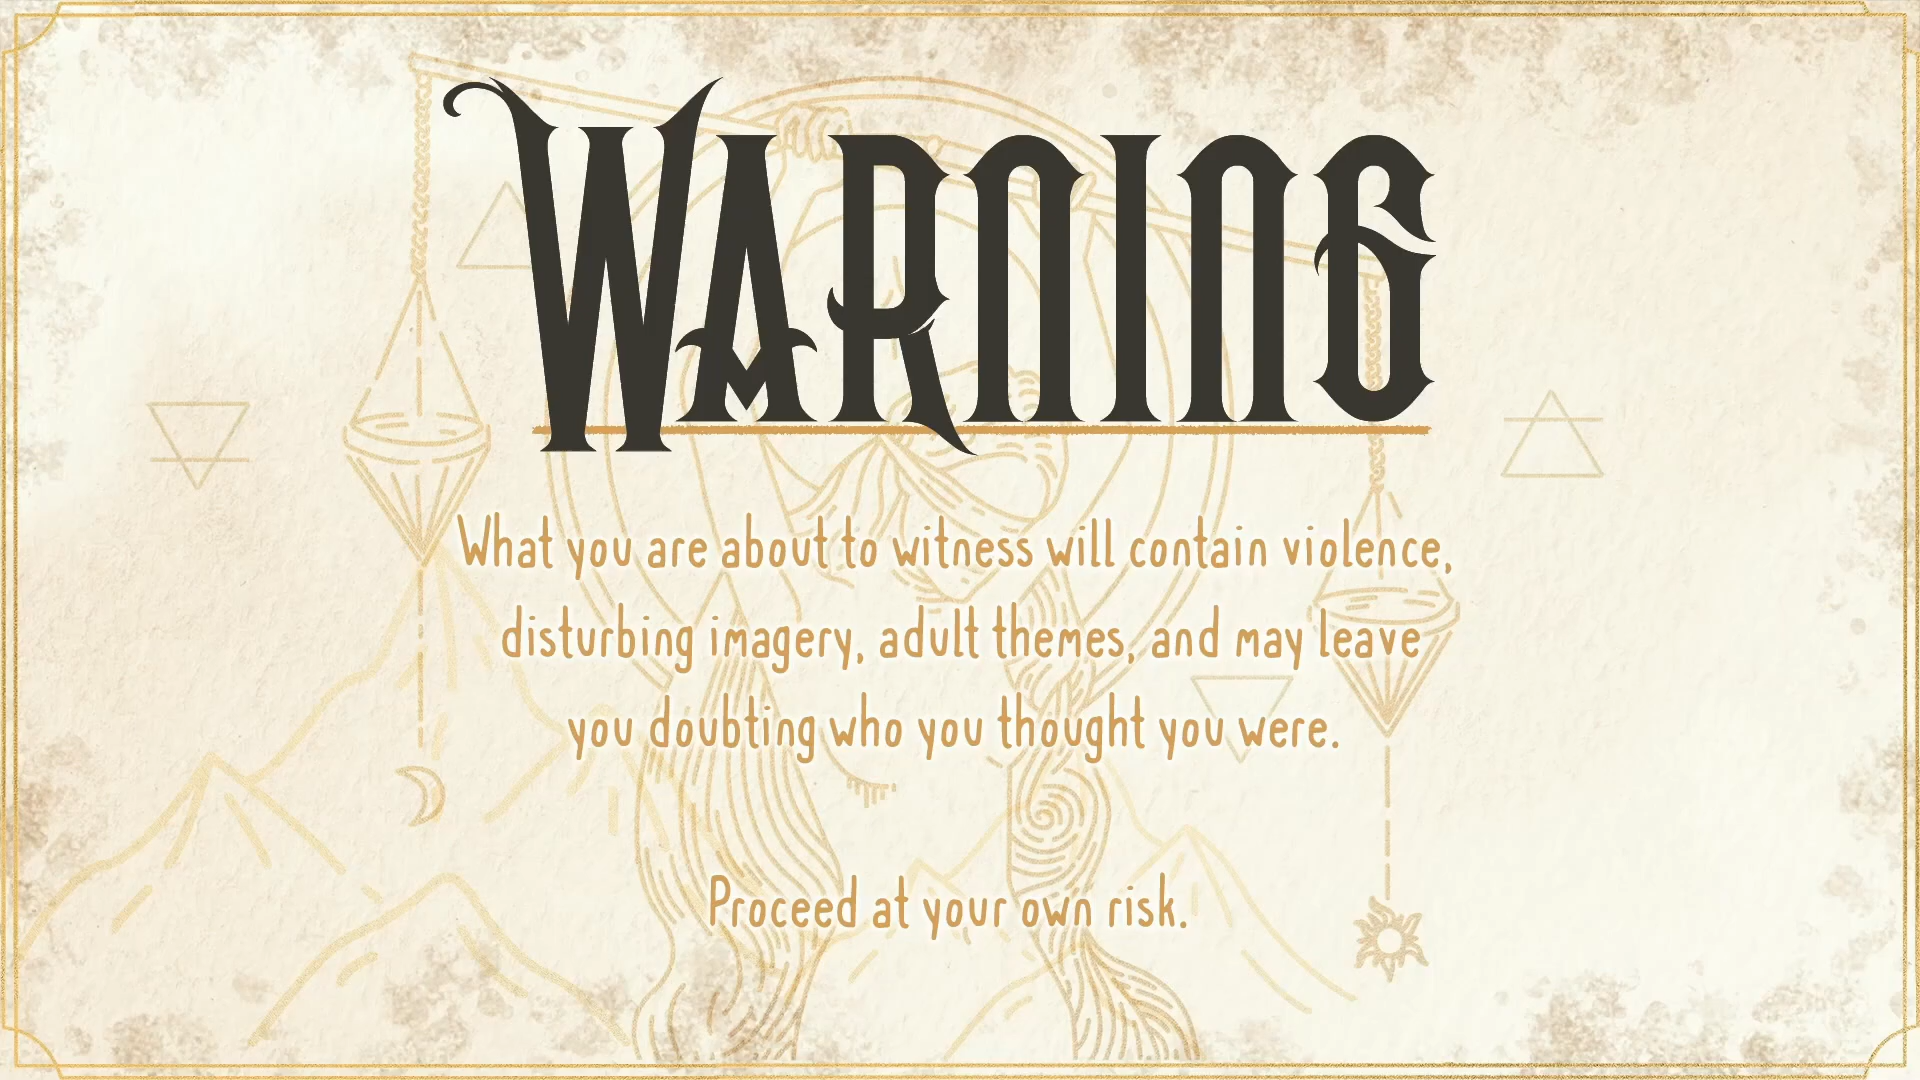 WARNING
What you are about to witness will contain violence,
disturbing imagery, adult themes, and may leave
you doubting who you thought you were.
Proceed at your own risk.